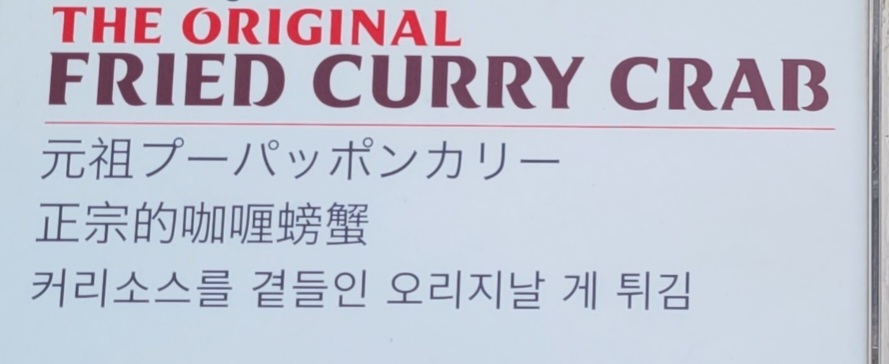 THE ORIGINAL
FRIED CURRY CRAB
元祖プーパッポンカリー
正宗的咖喱螃蟹
커리소스를 곁들인 오리지날 게 튀김